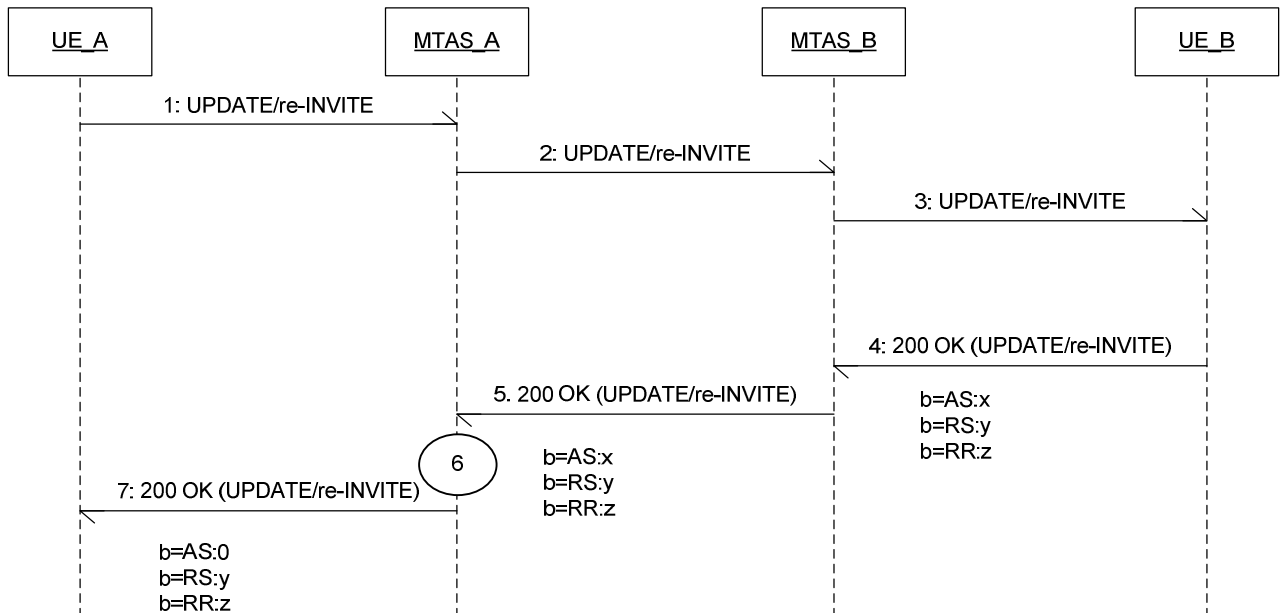 UE_A
MTAS_A
MTAS_B
UE_B
1: UPDATE/re-INVITE
2: UPDATE/re-INVITE
3: UPDATE/re-INVITE
4: 200 OK (UPDATE/re-INVITE)
b=AS:x
b=RS:y
b=RR:z
5. 200 OK (UPDATE/re-INVITE)
b=AS:x
b=RS:y
b=RR:z
6
7: 200 OK (UPDATE/re-INVITE)
b=AS:0
b=RS:y
b=RR:z